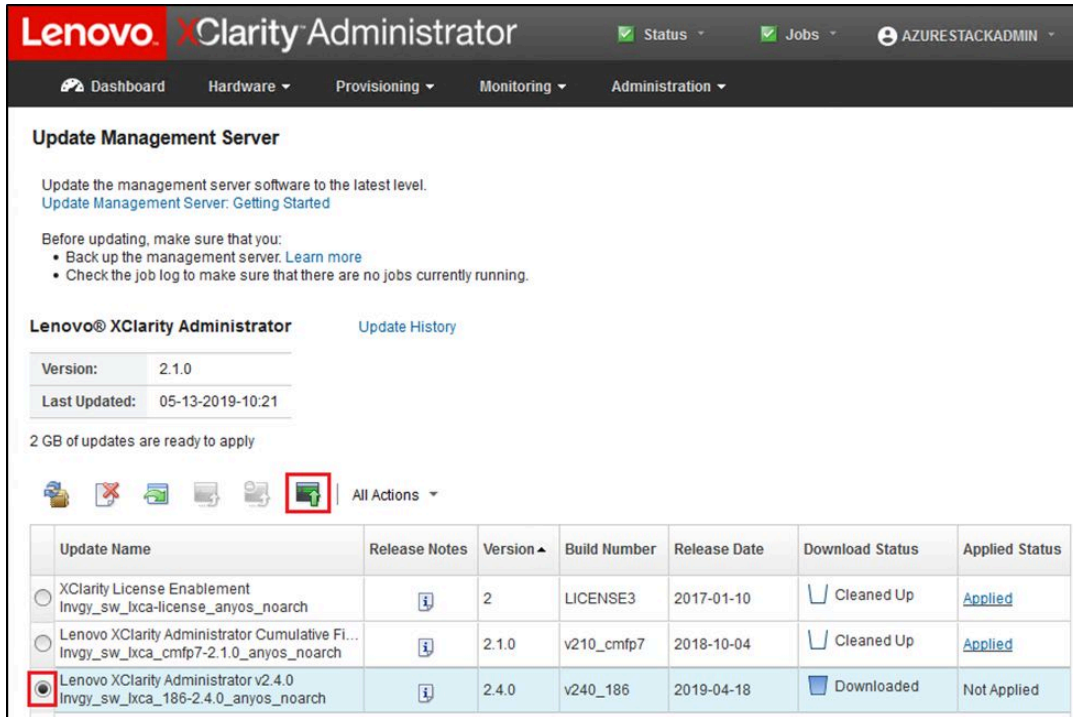 Lenovo. XClarity Administrator Status Jobs AZURESTACKADMIN
Dashboard Hardware Provisioning Monitoring Administration
Update Management Server
Update the management server software to the latest level.
Update Management Server: Getting Started
Before updating, make sure that you:
• Back up the management server. Learn more
• Check the job log to make sure that there are no jobs currently running.
Lenovo® XClarity Administrator Update History
Version: 2.1.0
Last Updated: 05-13-2019-10:21
2 GB of updates are ready to apply
All Actions
Update Name Release Notes Version Build Number Release Date Download Status Applied Status
XClarity License Enablement
lnvgy_sw_lxca-license_anyos_noarch 2 LICENSE3 2017-01-10 Cleaned Up Applied
Lenovo XClarity Administrator Cumulative Fi...
lnvgy_sw_lxca_cmfp7-2.1.0_anyos_noarch 2.1.0 v210_cmfp7 2018-10-04 Cleaned Up Applied
Lenovo XClarity Administrator v2.4.0
lnvgy_sw_lxca_186-2.4.0_anyos_noarch 2.4.0 v240_186 2019-04-18 Downloaded Not Applied